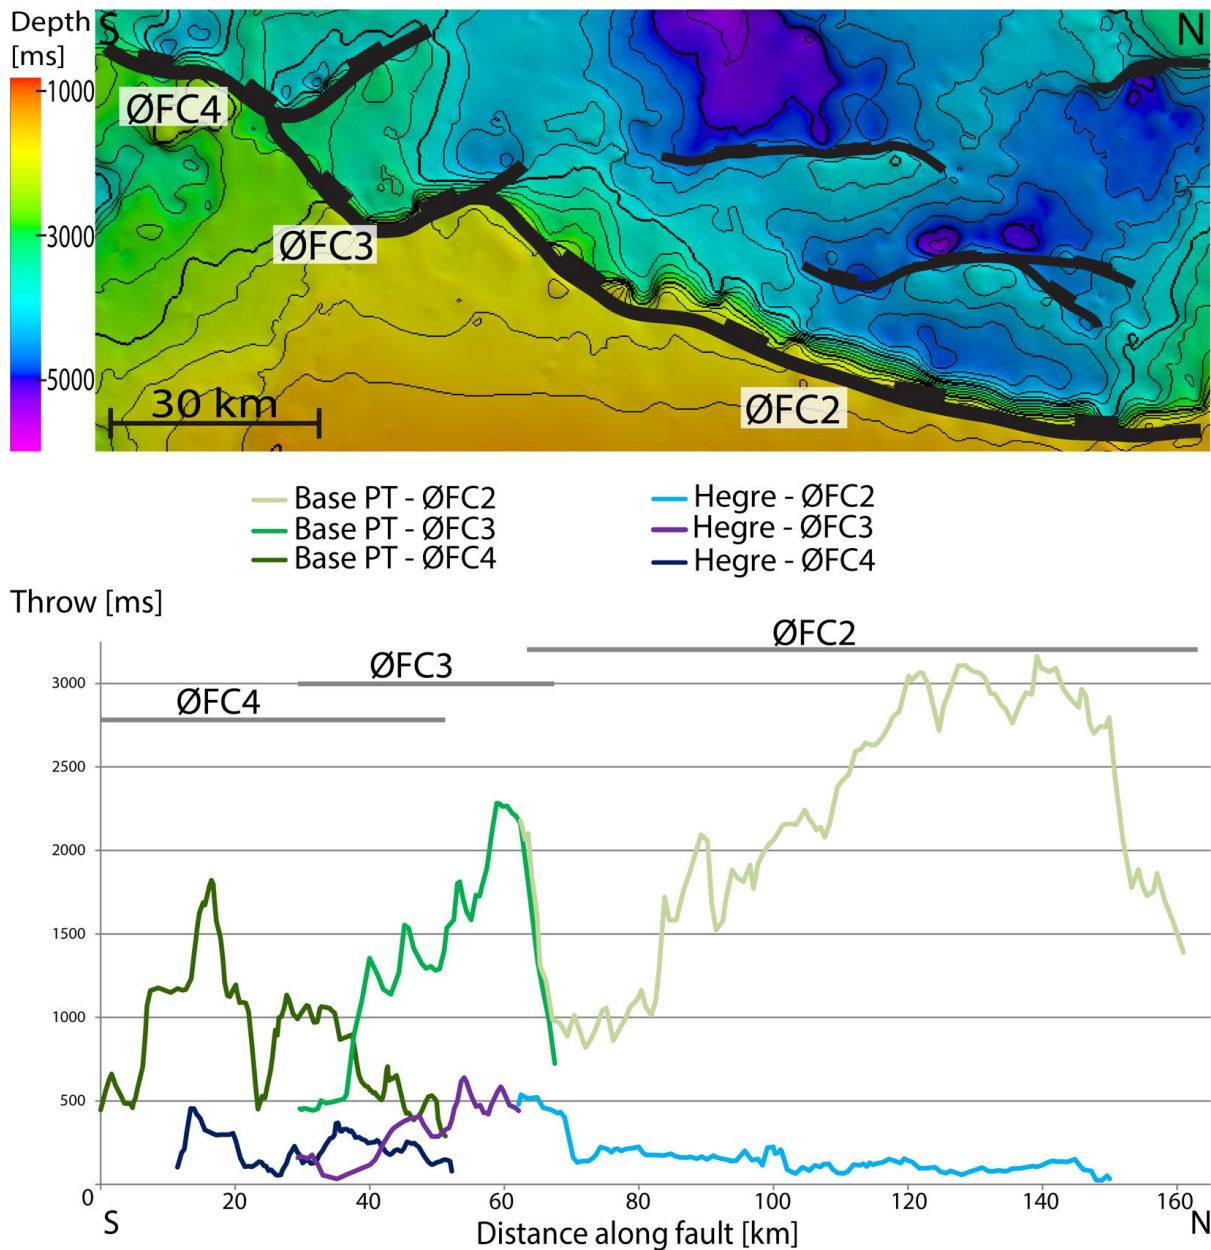 Depth
[ms]
S
N
1000
3000
5000
ØFC4
ØFC3
ØFC2
30 km
Base PT - ØFC2
Base PT - ØFC3
Base PT - ØFC4
Hegre - ØFC2
Hegre - ØFC3
Hegre - ØFC4
Throw [ms]
ØFC2
ØFC3
ØFC4
3000
2500
2000
1500
1000
500
0 20 40 60 80 100 120 140 160
S
Distance along fault [km]
N